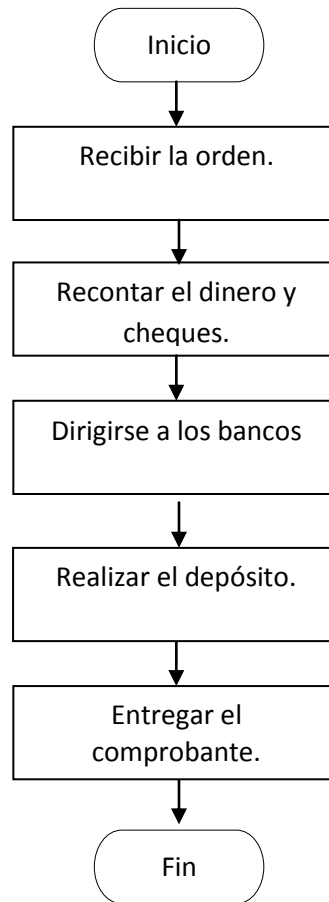 Inicio
Recibir la orden.
Recontar el dinero y
cheques.
Dirigirse a los bancos
Realizar el depósito.
Entregar el
comprobante.
Fin